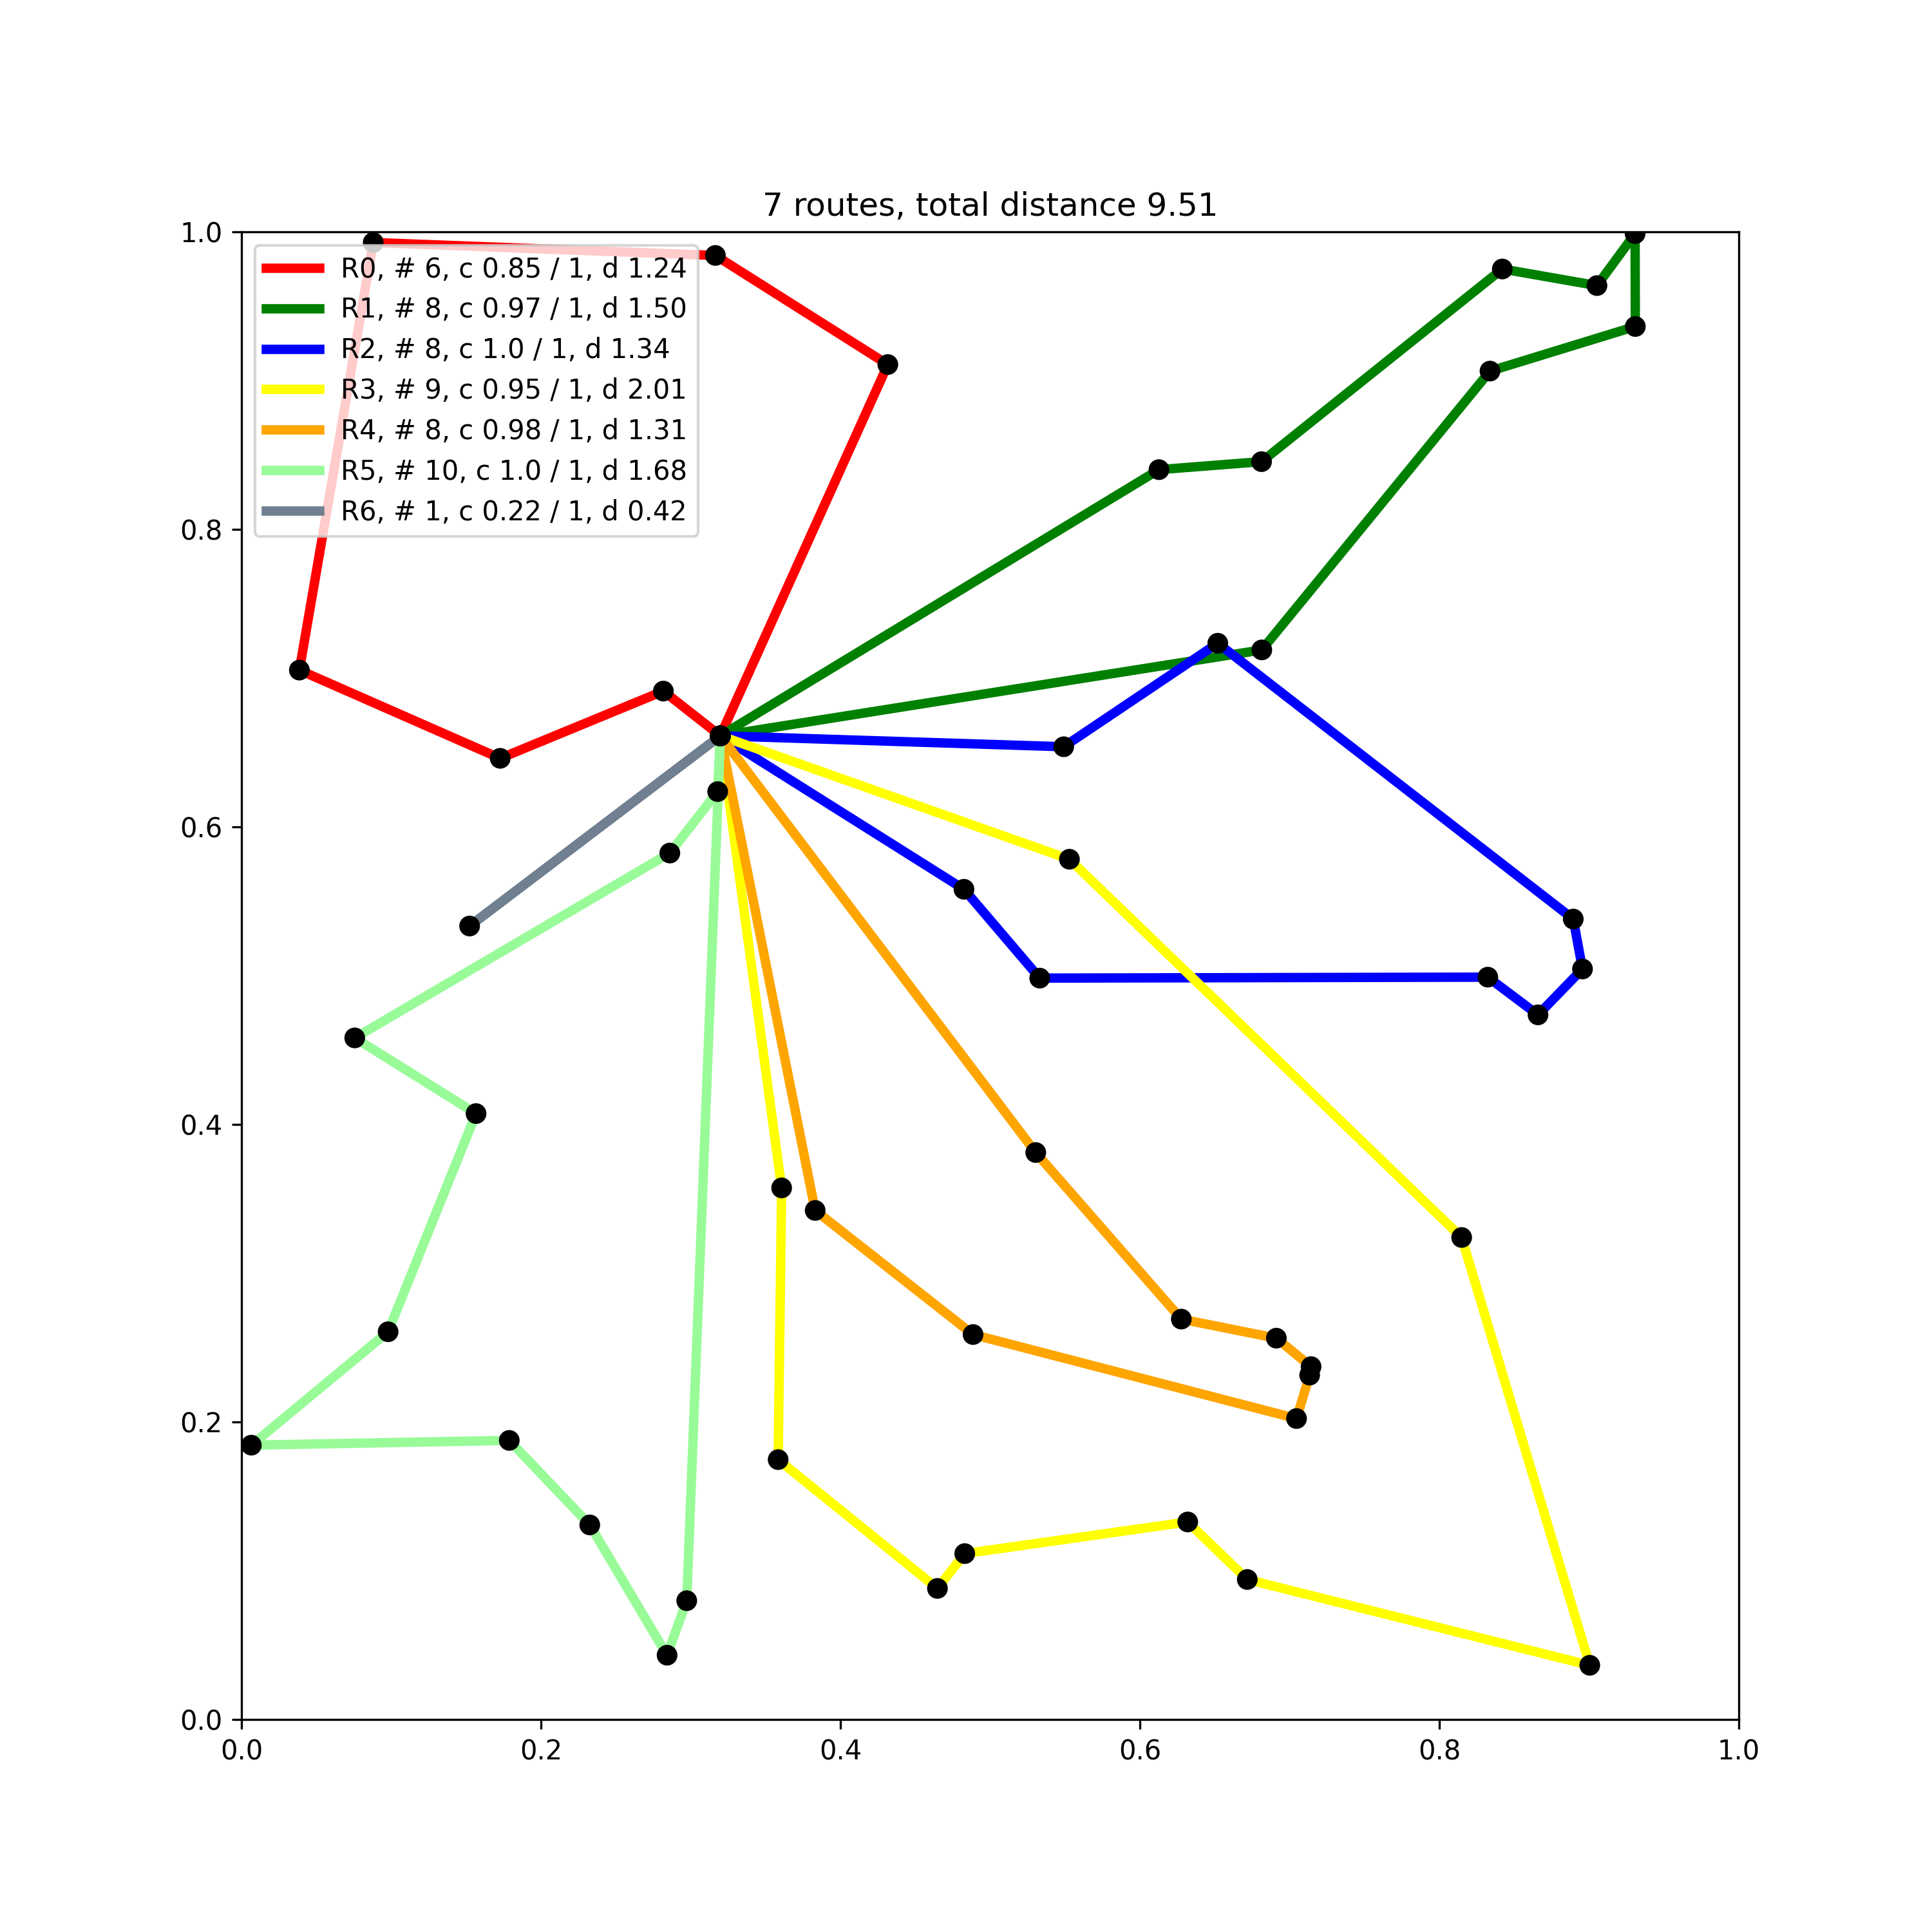 7 routes, total distance 9.51
R0, # 6, c 0.85 / 1, d 1.24
R1, # 8, c 0.97 / 1, d 1.50
R2, # 8, c 1.0 / 1, d 1.34
R3, # 9, c 0.95 / 1, d 2.01
R4, # 8, c 0.98 / 1, d 1.31
R5, # 10, c 1.0 / 1, d 1.68
R6, # 1, c 0.22 / 1, d 0.42
1.0
0.8
0.6
0.4
0.2
0.0
0.0 0.2 0.4 0.6 0.8 1.0